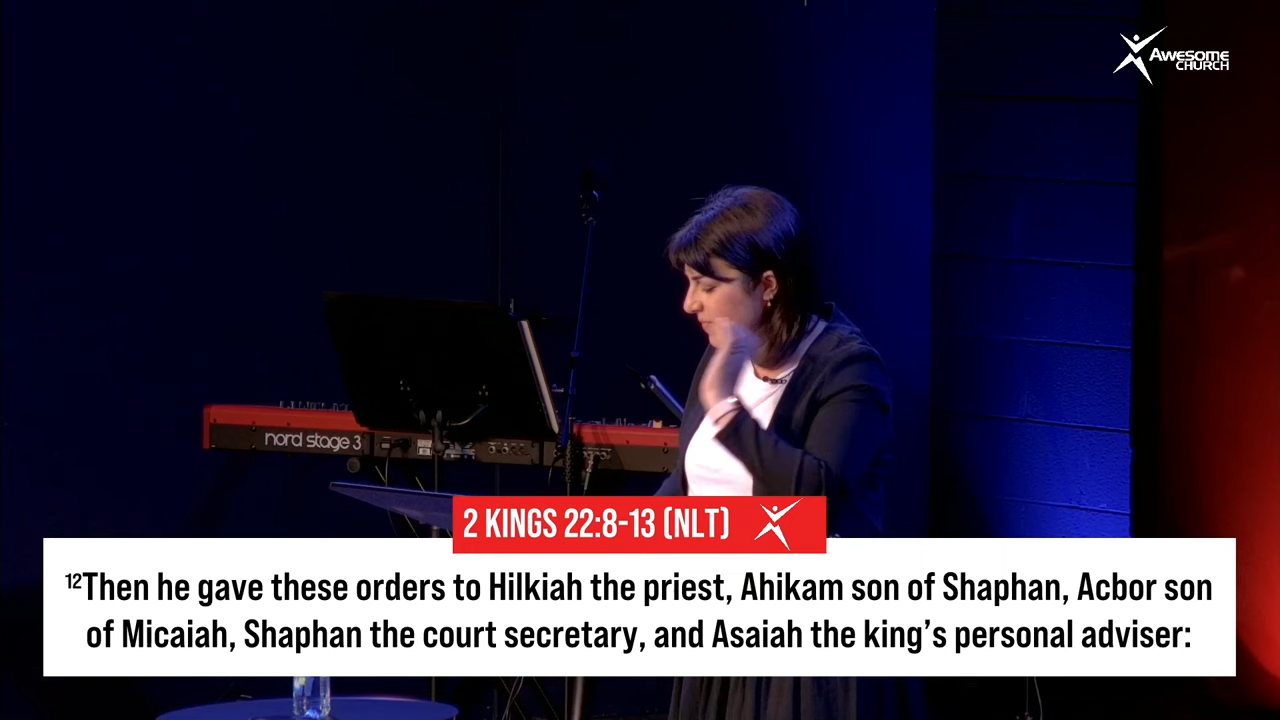 AWESOME
CHURCH
nord stage 3
2 KINGS 22:8-13 (NLT)
¹²Then he gave these orders to Hilkiah the priest, Ahikam son of Shaphan, Acbor son
of Micaiah, Shaphan the court secretary, and Asaiah the king’s personal adviser: